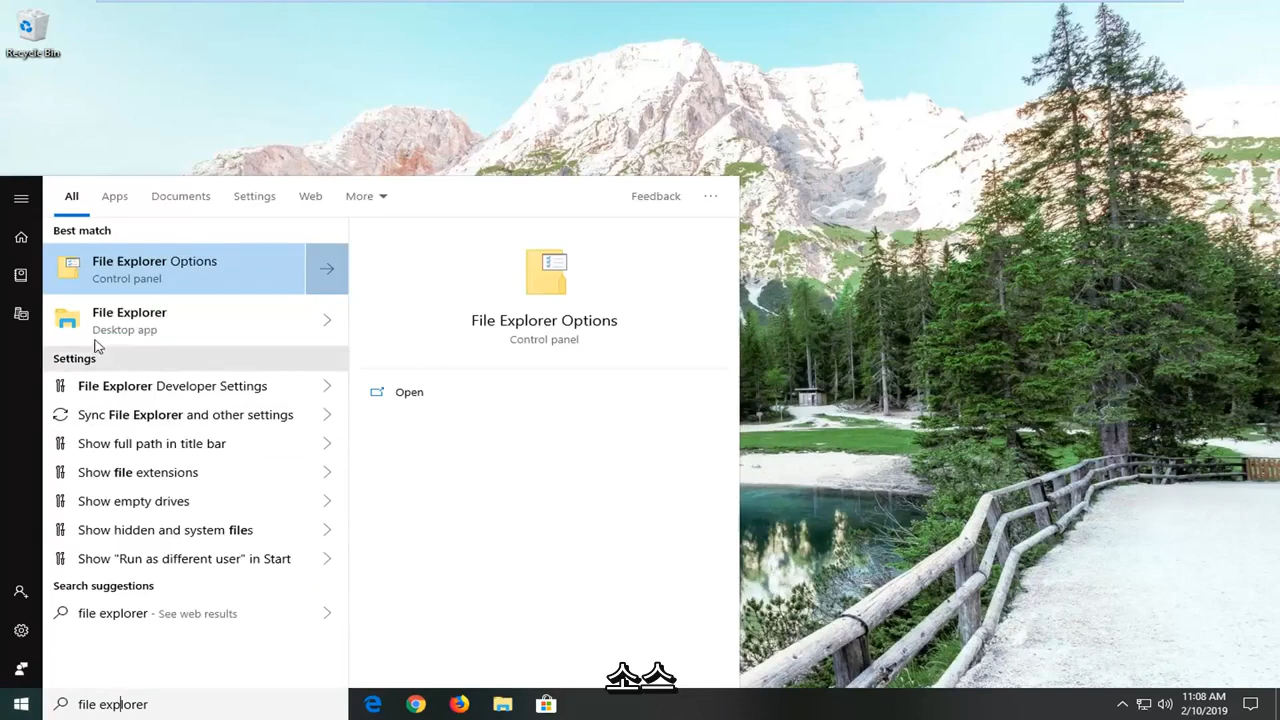 Recycle Bin
All Apps Documents Settings Web More Feedback ...
Best match
File Explorer Options
Control panel
File Explorer
Desktop app
Settings
File Explorer Developer Settings
Sync File Explorer and other settings
Show full path in title bar
Show file extensions
Show empty drives
Show hidden and system files
Show "Run as different user" in Start
Search suggestions
file explorer - See web results
File Explorer Options
Control panel
Open
소스
file explorer
11:08 AM
2/10/2019